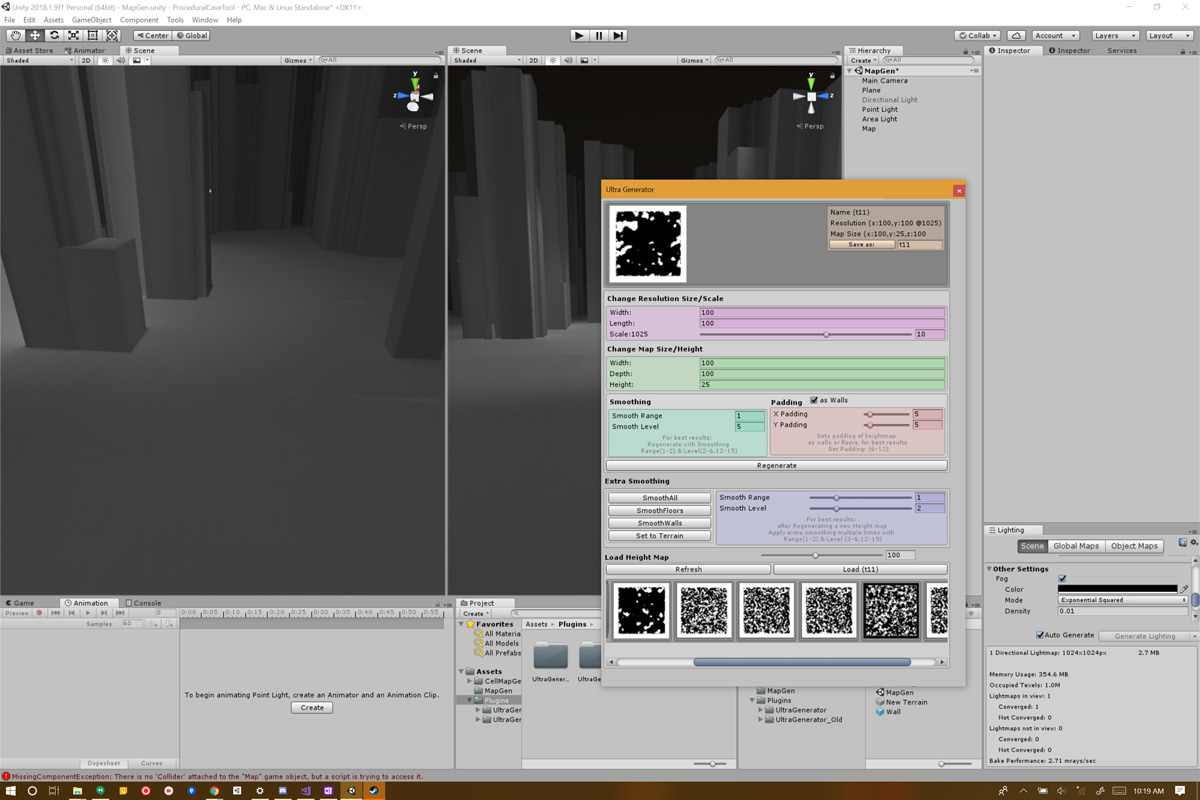 Unity 2018.1.9f1 Personal (64bit) - MapGen.unity - ProceduralCaveTool - PC, Mac & Linux Standalone* <DX11>
File Edit Assets GameObject Component Tools Window Help
Center Global Collab Account Layers Layout
Asset Store Animator Scene Scene Hierarchy Inspector Inspector Services
Shaded 2D Gizmos All Shaded 2D Gizmos All Create All
MapGen*
Main Camera
Plane
Directional Light
Point Light
Area Light
Map
y z Persp
y z Persp
Ultra Generator
Name (t11)
Resolution (x:100,y:100 @1025)
Map Size (x:100,y:25,z:100
Save as: t11
Change Resolution Size/Scale
Width: 100
Length: 100
Scale:1025 10
Change Map Size/Height
Width: 100
Depth: 100
Height: 25
Smoothing
Smooth Range 1
Smooth Level 5
For best results:
Regenerate with Smoothing
Range(1-2) & Level(2-6.12-15)
Padding as Walls
X Padding 5
Y Padding 5
Sets padding of heightmap
as walls or floors. for best results
Set Padding: (6-12)
Regenerate
Extra Smoothing
SmoothAll
SmoothFloors
SmoothWalls
Set to Terrain
Smooth Range 1
Smooth Level 2
For best results:
after Regenerating a new Height map
Apply extra smoothing multiple times with
Range(1-2) & Level (3-6.12-15)
Load Height Map 100
Refresh Load (t11)
Lighting
Scene Global Maps Object Maps
Other Settings
Fog
Color
Mode Exponential Squared
Density 0.01
Auto Generate Generate Lighting
1 Directional Lightmap: 1024x1024px 2.7 MB
Memory Usage: 354.6 MB
Occupied Texels: 1.0M
Lightmaps in view: 1
Converged: 1
Not Converged: 0
Lightmaps not in view: 0
Converged: 0
Not Converged: 0
Bake Performance: 2.71 mrays/sec
Game Animation Console
Preview 0 0:00 0:05 0:10 0:15 0:20 0:25 0:30 0:35 0:40 0:45 0:50 0:55
Samples 60
To begin animating Point Light, create an Animator and an Animation Clip.
Create
Dopesheet Curves
Project
Create
Favorites
All Materia
All Models
All Prefabs
Assets
CellMapGe
MapGen
Plugins
UltraGer
UltraGer
Assets Plugins
UltraGener... UltraGe
MapGen
Plugins
UltraGenerator
UltraGenerator_Old
MapGen
New Terrain
Wall
MissingComponentException: There is no 'Collider' attached to the "Map" game object, but a script is trying to access it.
10:19 AM